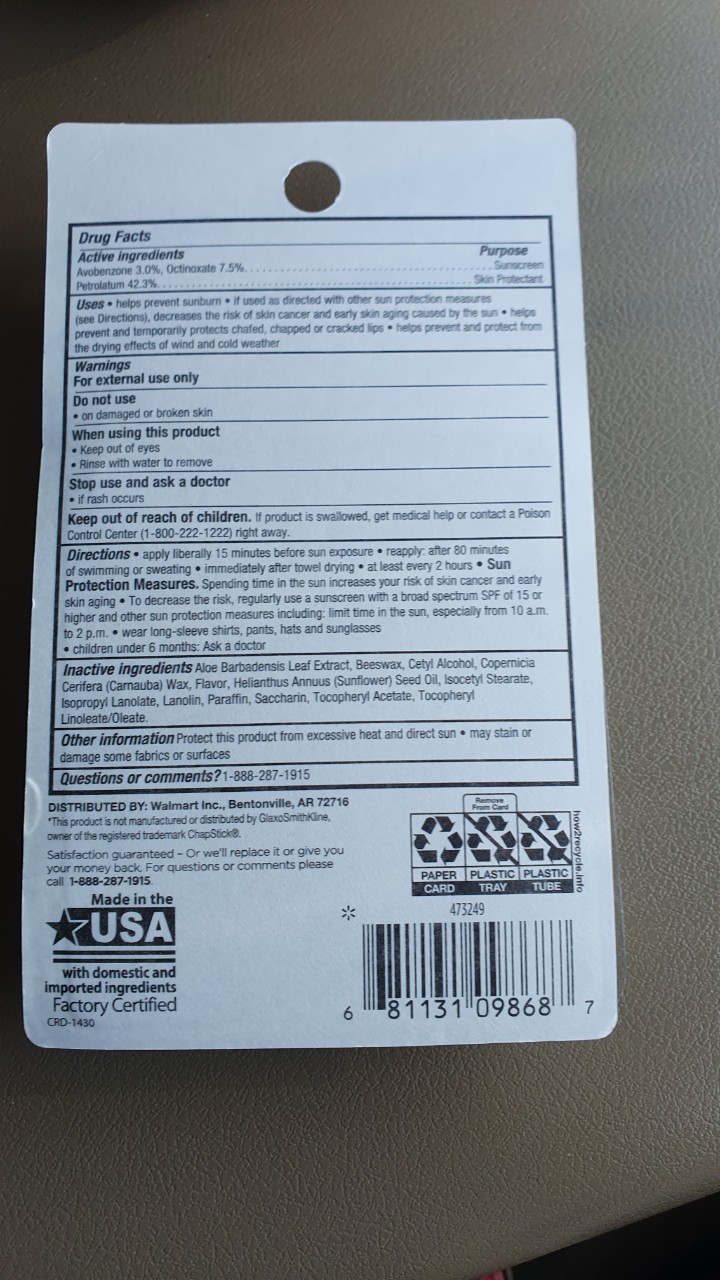 Drug Facts
Active ingredients Purpose
Avobenzone 3.0%, Octinoxate 7.5%........................................ Sunscreen
Petrolatum 42.3%........................................ Skin Protectant
Uses • helps prevent sunburn • if used as directed with other sun protection measures
(see Directions), decreases the risk of skin cancer and early skin aging caused by the sun • helps
prevent and temporarily protects chafed, chapped or cracked lips • helps prevent and protect from
the drying effects of wind and cold weather
Warnings
For external use only
Do not use
• on damaged or broken skin
When using this product
• Keep out of eyes
• Rinse with water to remove
Stop use and ask a doctor
• if rash occurs
Keep out of reach of children. If product is swallowed, get medical help or contact a Poison
Control Center (1-800-222-1222) right away.
Directions • apply liberally 15 minutes before sun exposure • reapply: after 80 minutes
of swimming or sweating • immediately after towel drying • at least every 2 hours • Sun
Protection Measures. Spending time in the sun increases your risk of skin cancer and early
skin aging • To decrease the risk, regularly use a sunscreen with a broad spectrum SPF of 15 or
higher and other sun protection measures including: limit time in the sun, especially from 10 a.m.
to 2 p.m. • wear long-sleeve shirts, pants, hats and sunglasses
• children under 6 months: Ask a doctor
Inactive ingredients Aloe Barbadensis Leaf Extract, Beeswax, Cetyl Alcohol, Copernicia
Cerifera (Carnauba) Wax, Flavor, Helianthus Annuus (Sunflower) Seed Oil, Isocetyl Stearate,
Isopropyl Lanolate, Lanolin, Paraffin, Saccharin, Tocopheryl Acetate, Tocopheryl
Linoleate/Oleate.
Other information Protect this product from excessive heat and direct sun • may stain or
damage some fabrics or surfaces
Questions or comments? 1-888-287-1915
DISTRIBUTED BY: Walmart Inc., Bentonville, AR 72716
*This product is not manufactured or distributed by GlaxoSmithKline,
owner of the registered trademark ChapStick®.
Satisfaction guaranteed – Or we'll replace it or give you
your money back. For questions or comments please
call 1-888-287-1915.
Made in the
USA
with domestic and
imported ingredients
Factory Certified
CRD-1430
Remove
From Card
PAPER PLASTIC PLASTIC
CARD TRAY TUBE
how2recycle.info
473249
6 81131 09868 7